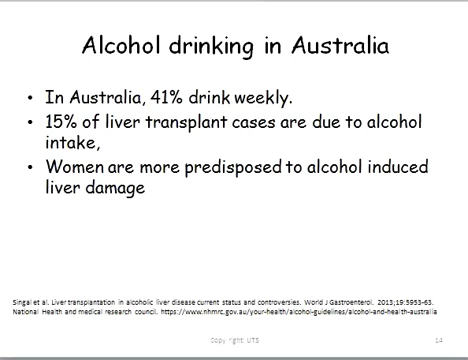 Alcohol drinking in Australia
• In Australia, 41% drink weekly.
• 15% of liver transplant cases are due to alcohol
intake,
• Women are more predisposed to alcohol induced
liver damage
Singal et al. Liver transplantation in alcoholic liver disease current status and controversies. World J Gastroenterol. 2013;19:5953-63.
National Health and medical research council. https://www.nhmrc.gov.au/your-health/alcohol-guidelines/alcohol-and-health-australia
Copy right UTS
14